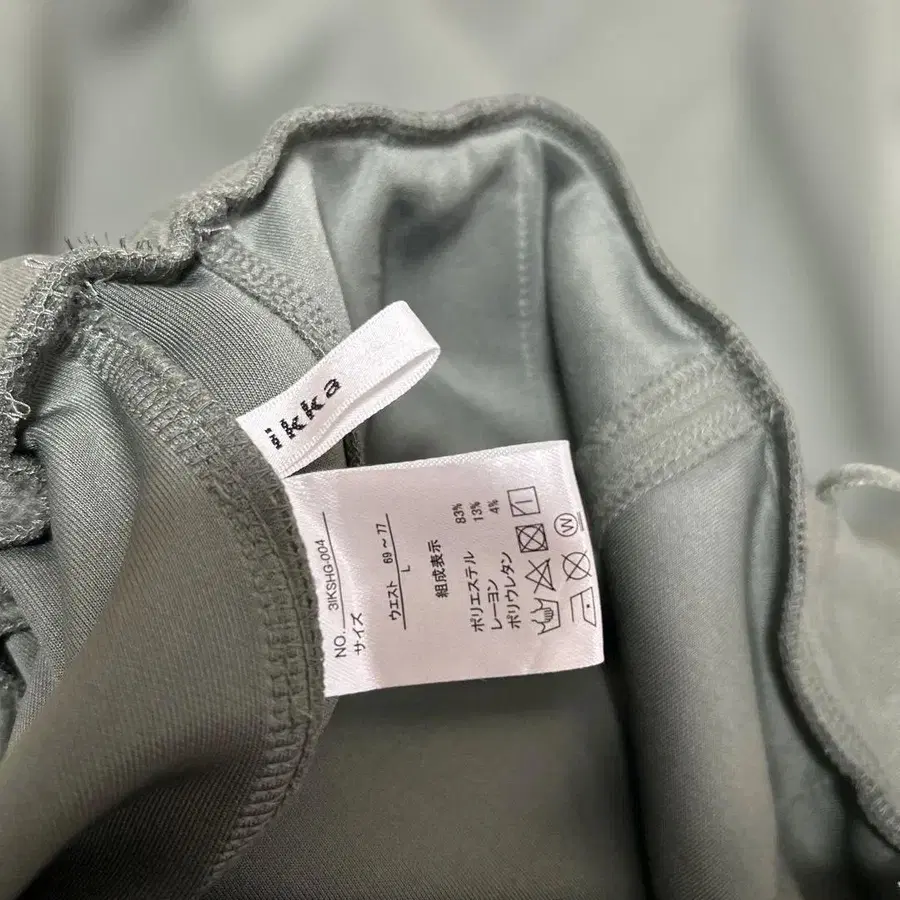 ikka
NO. 3IKSHG-004
サイズ
ウエスト 69～77
L
組成表示
ポリエステル 83%
レーヨン 13%
ポリウレタン 4%
W